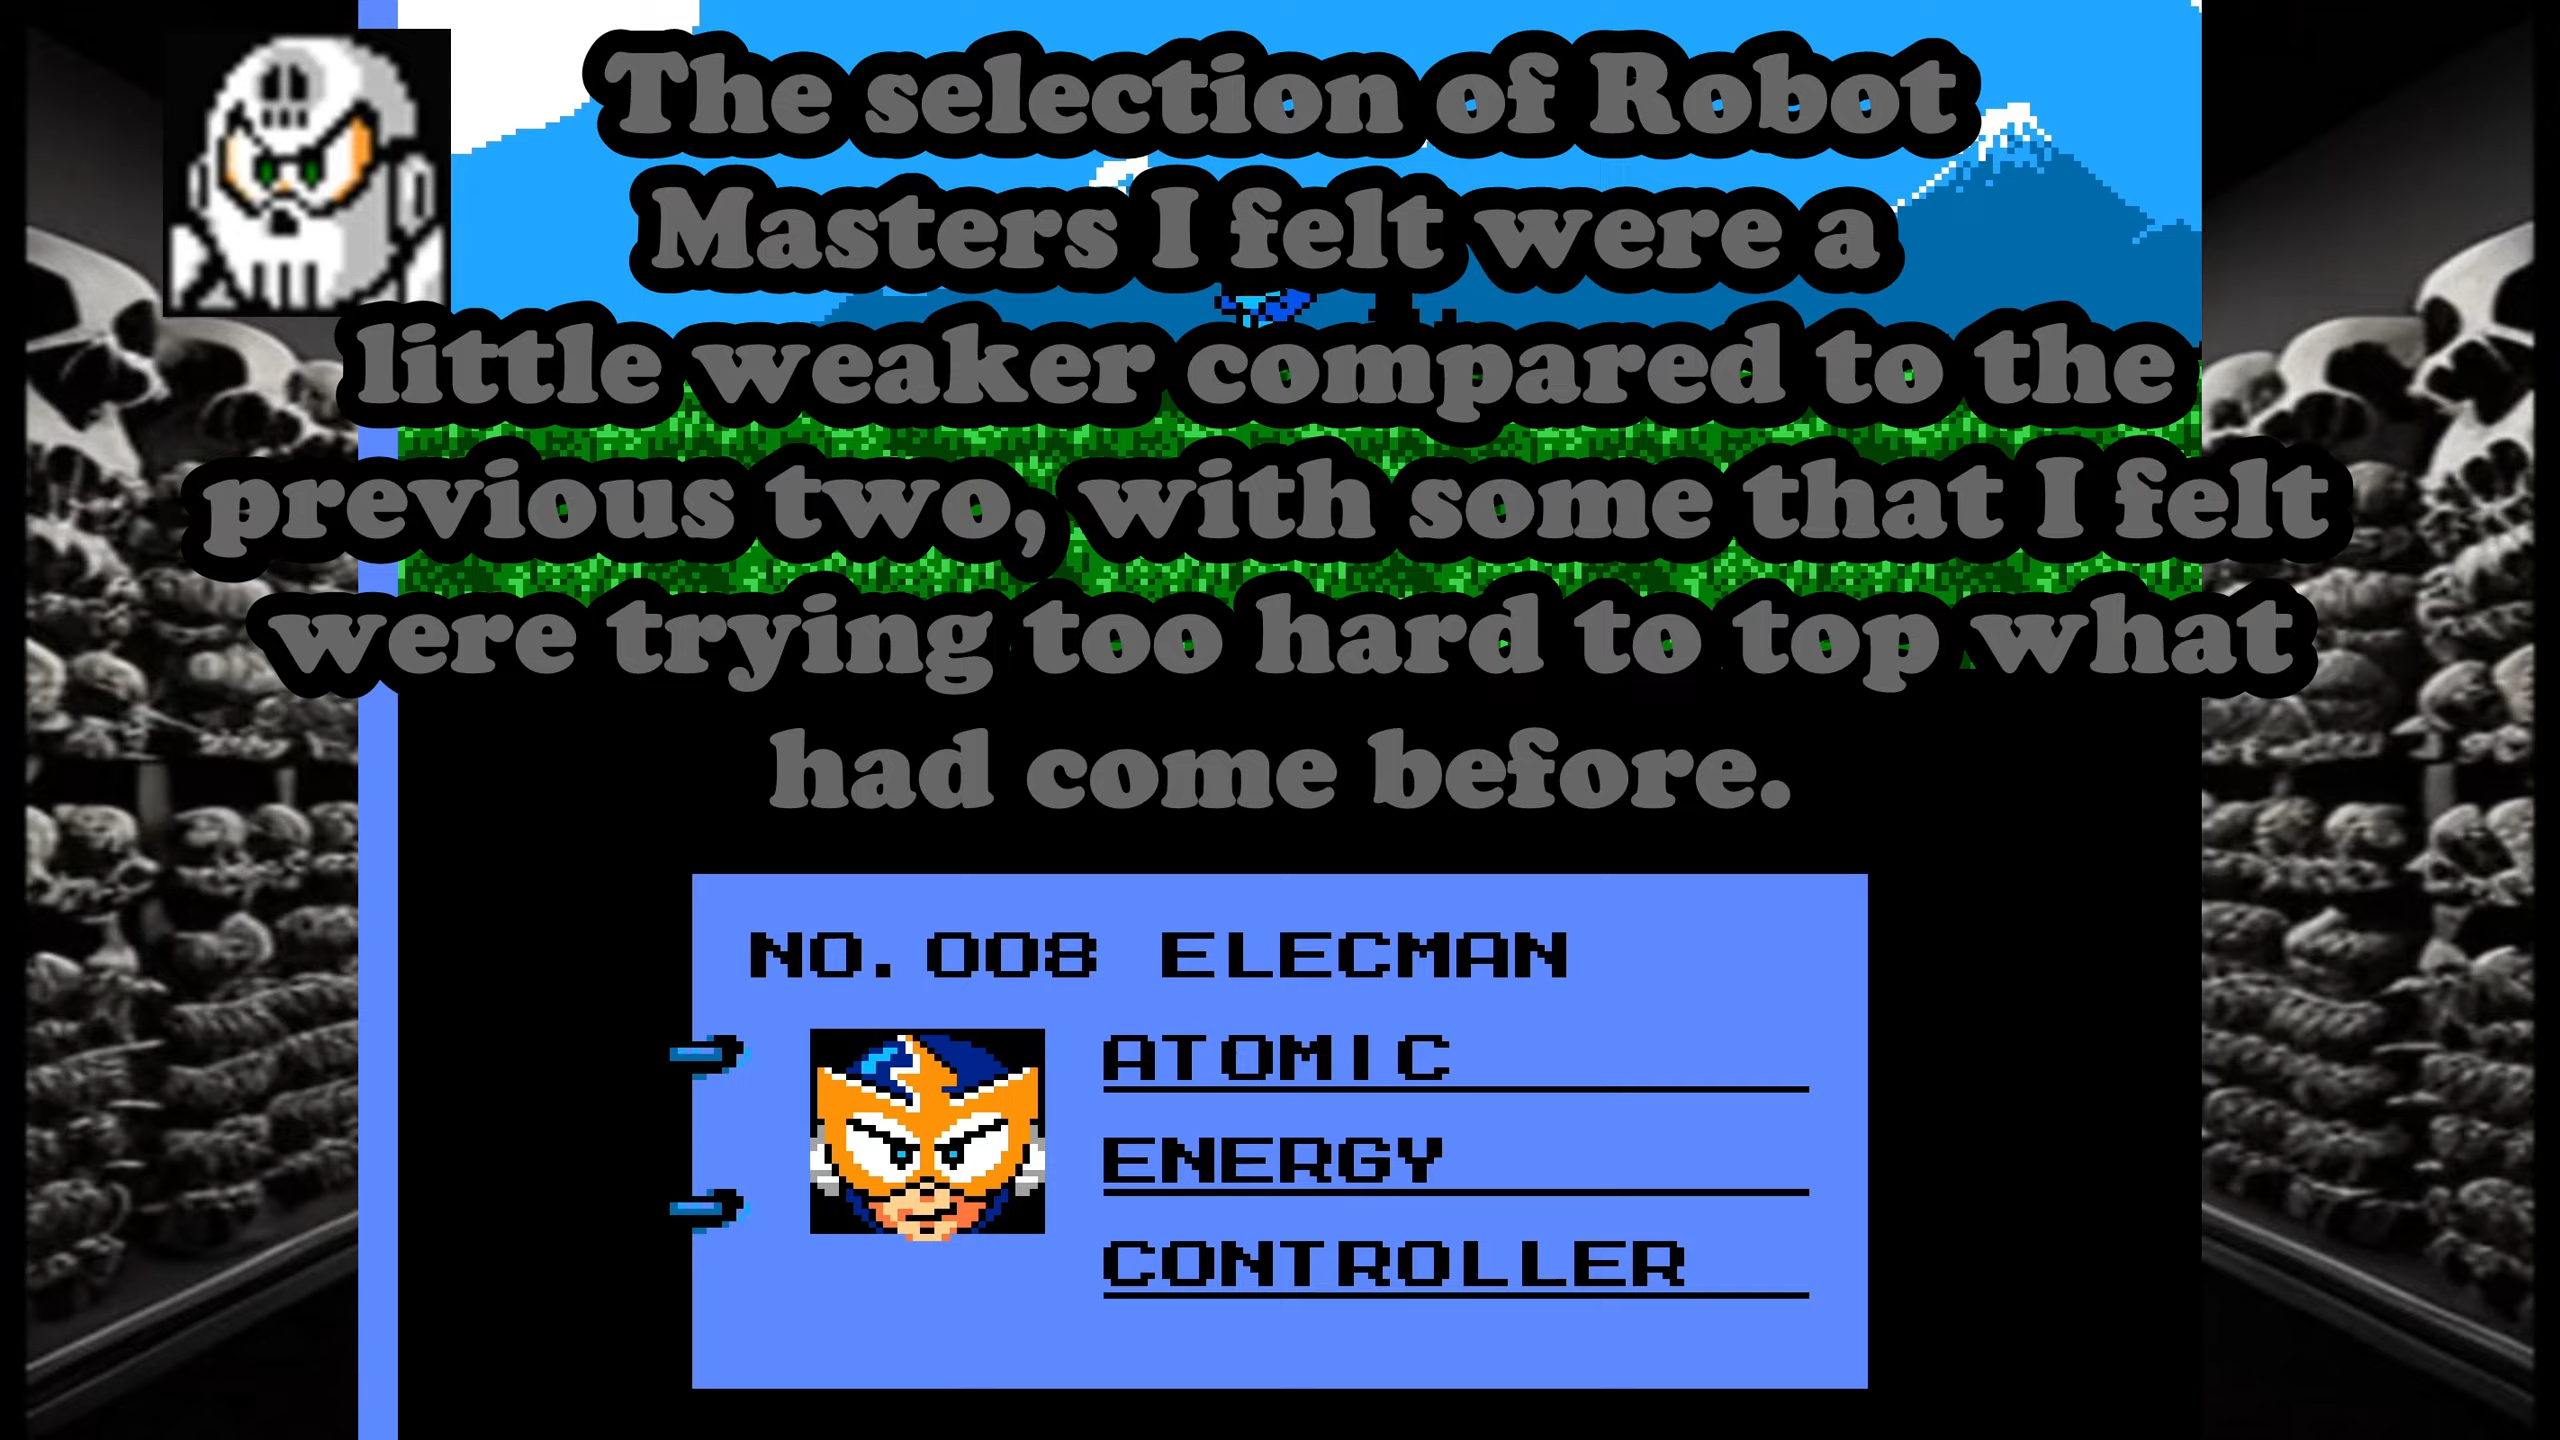 The selection of Robot
Masters I felt were a
little weaker compared to the
previous two, with some that I felt
were trying too hard to top what
had come before.
NO.008 ELECMAN
ATOMIC
ENERGY
CONTROLLER